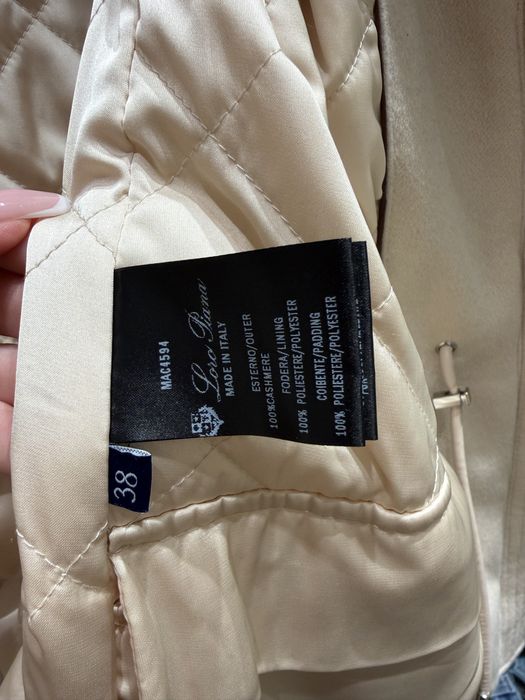 MAC4594
Loro Piana
MADE IN ITALY
ESTERNO/OUTER
100%CASHMERE
FODERA/LINING
100% POLIESTERE/POLYESTER
COIBENTE/PADDING
100% POLIESTERE/POLYESTER
38